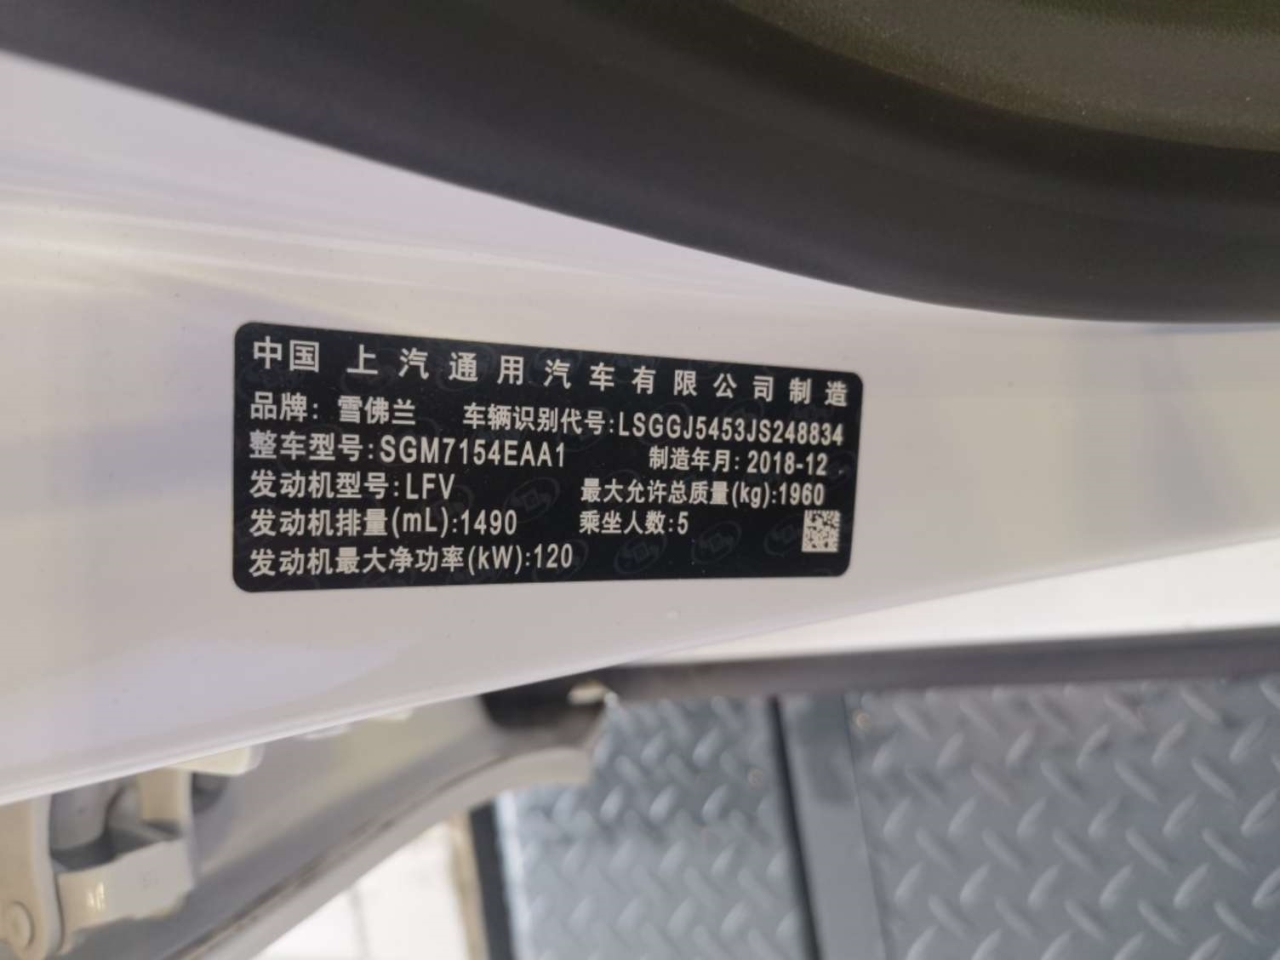 中国 上汽通用汽车有限公司制造
品牌: 雪佛兰 车辆识别代号:LSGGJ5453JS248834
整车型号:SGM7154EAA1 制造年月:2018-12
发动机型号:LFV 最大允许总质量(kg):1960
发动机排量(mL):1490 乘坐人数:5
发动机最大净功率(kW):120